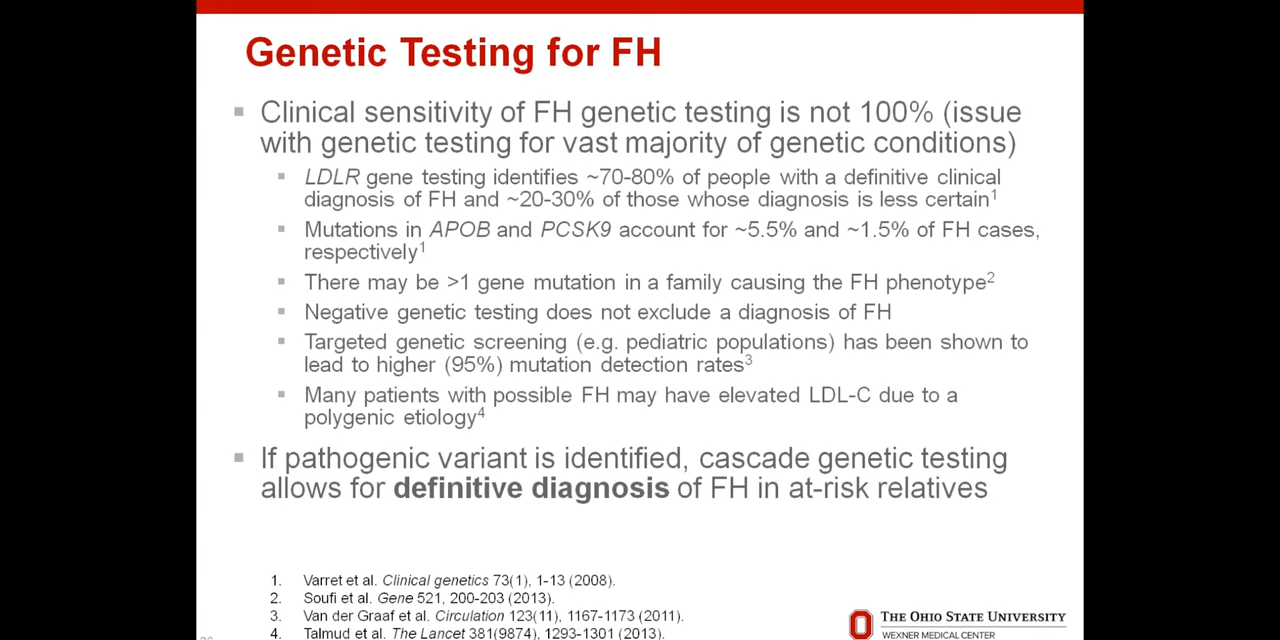 Genetic Testing for FH
Clinical sensitivity of FH genetic testing is not 100% (issue
with genetic testing for vast majority of genetic conditions)
LDLR gene testing identifies ~70-80% of people with a definitive clinical
diagnosis of FH and ~20-30% of those whose diagnosis is less certain¹
Mutations in APOB and PCSK9 account for ~5.5% and ~1.5% of FH cases,
respectively¹
There may be >1 gene mutation in a family causing the FH phenotype²
Negative genetic testing does not exclude a diagnosis of FH
Targeted genetic screening (e.g. pediatric populations) has been shown to
lead to higher (95%) mutation detection rates³
Many patients with possible FH may have elevated LDL-C due to a
polygenic etiology⁴
If pathogenic variant is identified, cascade genetic testing
allows for definitive diagnosis of FH in at-risk relatives
1. Varret et al. Clinical genetics 73(1), 1-13 (2008).
2. Soufi et al. Gene 521, 200-203 (2013).
3. Van der Graaf et al. Circulation 123(11), 1167-1173 (2011).
4. Talmud et al. The Lancet 381(9874), 1293-1301 (2013).
THE OHIO STATE UNIVERSITY
WEXNER MEDICAL CENTER